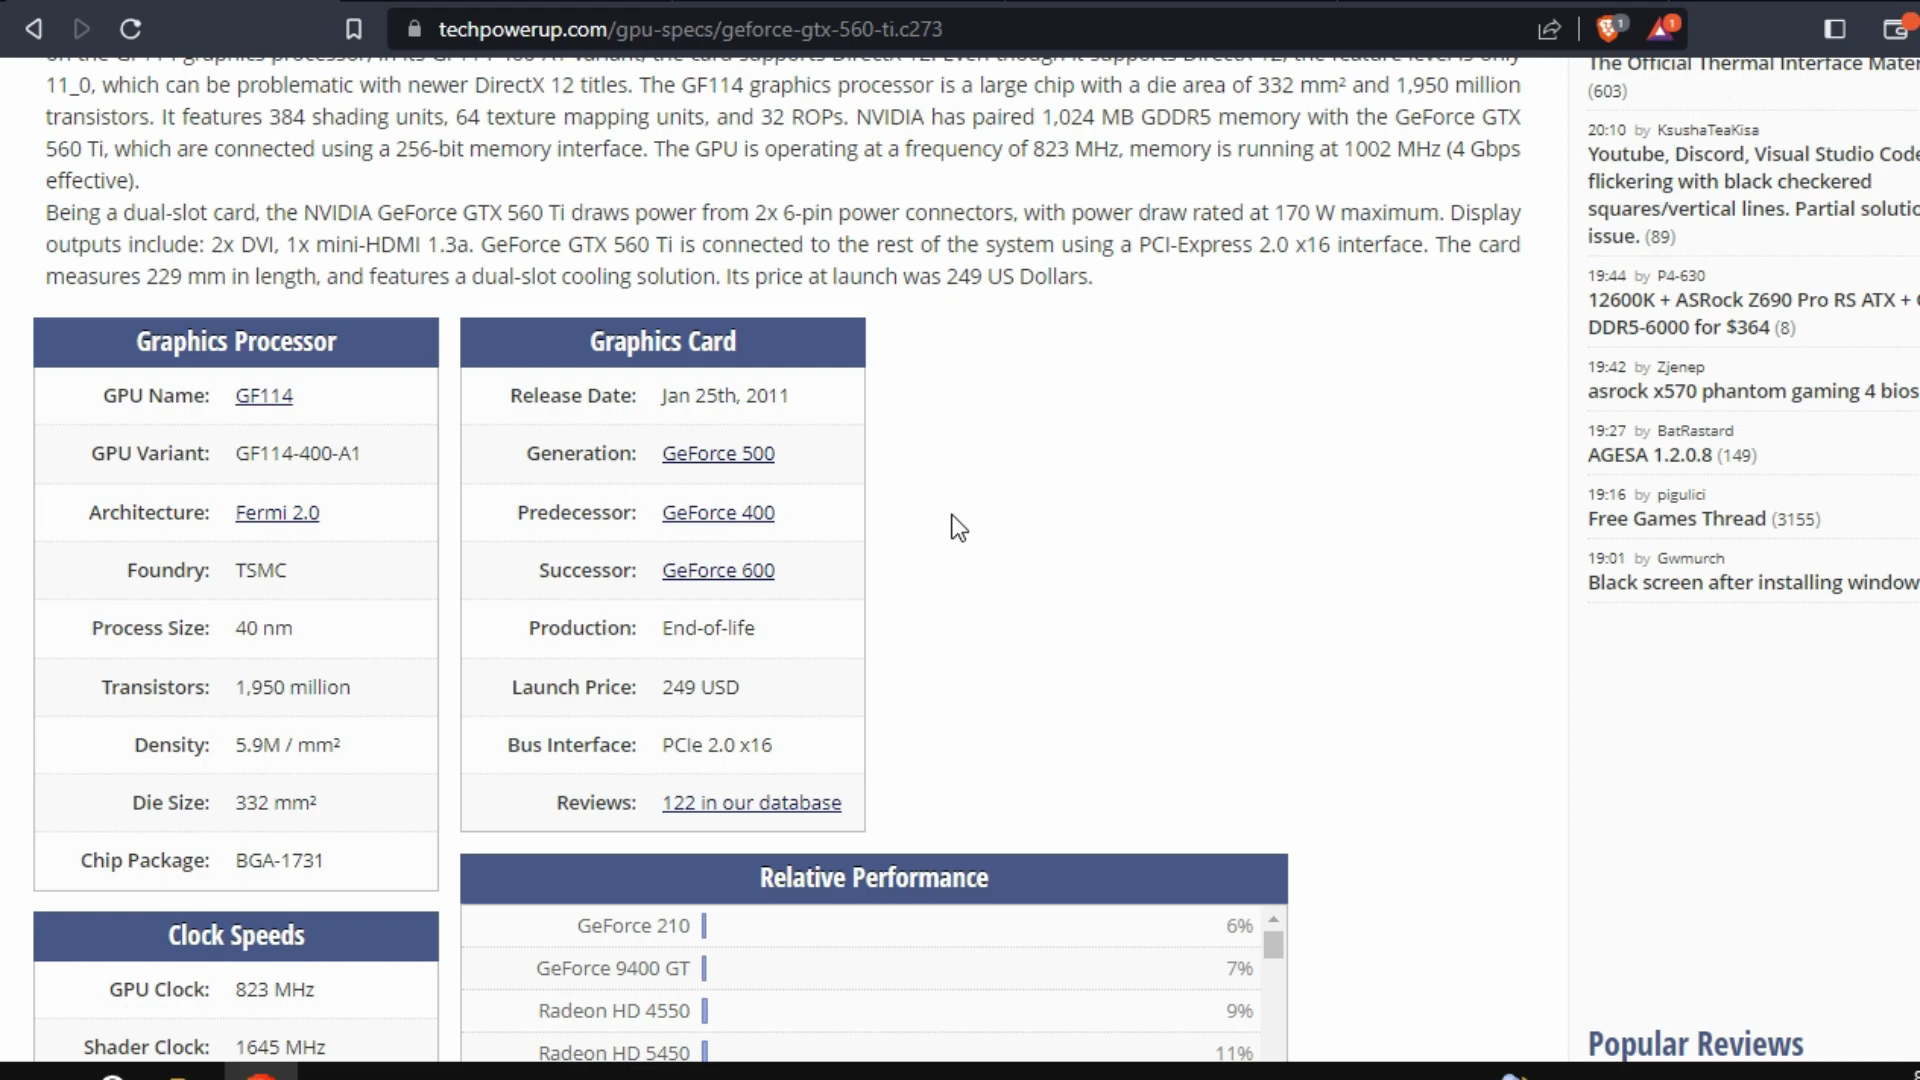 techpowerup.com/gpu-specs/geforce-gtx-560-ti.c273
1
1
11_0, which can be problematic with newer DirectX 12 titles. The GF114 graphics processor is a large chip with a die area of 332 mm² and 1,950 million
transistors. It features 384 shading units, 64 texture mapping units, and 32 ROPs. NVIDIA has paired 1,024 MB GDDR5 memory with the GeForce GTX
560 Ti, which are connected using a 256-bit memory interface. The GPU is operating at a frequency of 823 MHz, memory is running at 1002 MHz (4 Gbps
effective).
Being a dual-slot card, the NVIDIA GeForce GTX 560 Ti draws power from 2x 6-pin power connectors, with power draw rated at 170 W maximum. Display
outputs include: 2x DVI, 1x mini-HDMI 1.3a. GeForce GTX 560 Ti is connected to the rest of the system using a PCI-Express 2.0 x16 interface. The card
measures 229 mm in length, and features a dual-slot cooling solution. Its price at launch was 249 US Dollars.
Graphics Processor
GPU Name: GF114
GPU Variant: GF114-400-A1
Architecture: Fermi 2.0
Foundry: TSMC
Process Size: 40 nm
Transistors: 1,950 million
Density: 5.9M / mm²
Die Size: 332 mm²
Chip Package: BGA-1731
Clock Speeds
GPU Clock: 823 MHz
Shader Clock: 1645 MHz
Graphics Card
Release Date: Jan 25th, 2011
Generation: GeForce 500
Predecessor: GeForce 400
Successor: GeForce 600
Production: End-of-life
Launch Price: 249 USD
Bus Interface: PCIe 2.0 x16
Reviews: 122 in our database
Relative Performance
GeForce 210 6%
GeForce 9400 GT 7%
Radeon HD 4550 9%
Radeon HD 5450 11%
The Official Thermal Interface Mater
(603)
20:10 by KsushaTeaKisa
Youtube, Discord, Visual Studio Code
flickering with black checkered
squares/vertical lines. Partial solutio
issue. (89)
19:44 by P4-630
12600K + ASRock Z690 Pro RS ATX +
DDR5-6000 for $364 (8)
19:42 by Zjenep
asrock x570 phantom gaming 4 bios
19:27 by BatRastard
AGESA 1.2.0.8 (149)
19:16 by pigulici
Free Games Thread (3155)
19:01 by Gwmurch
Black screen after installing window
Popular Reviews